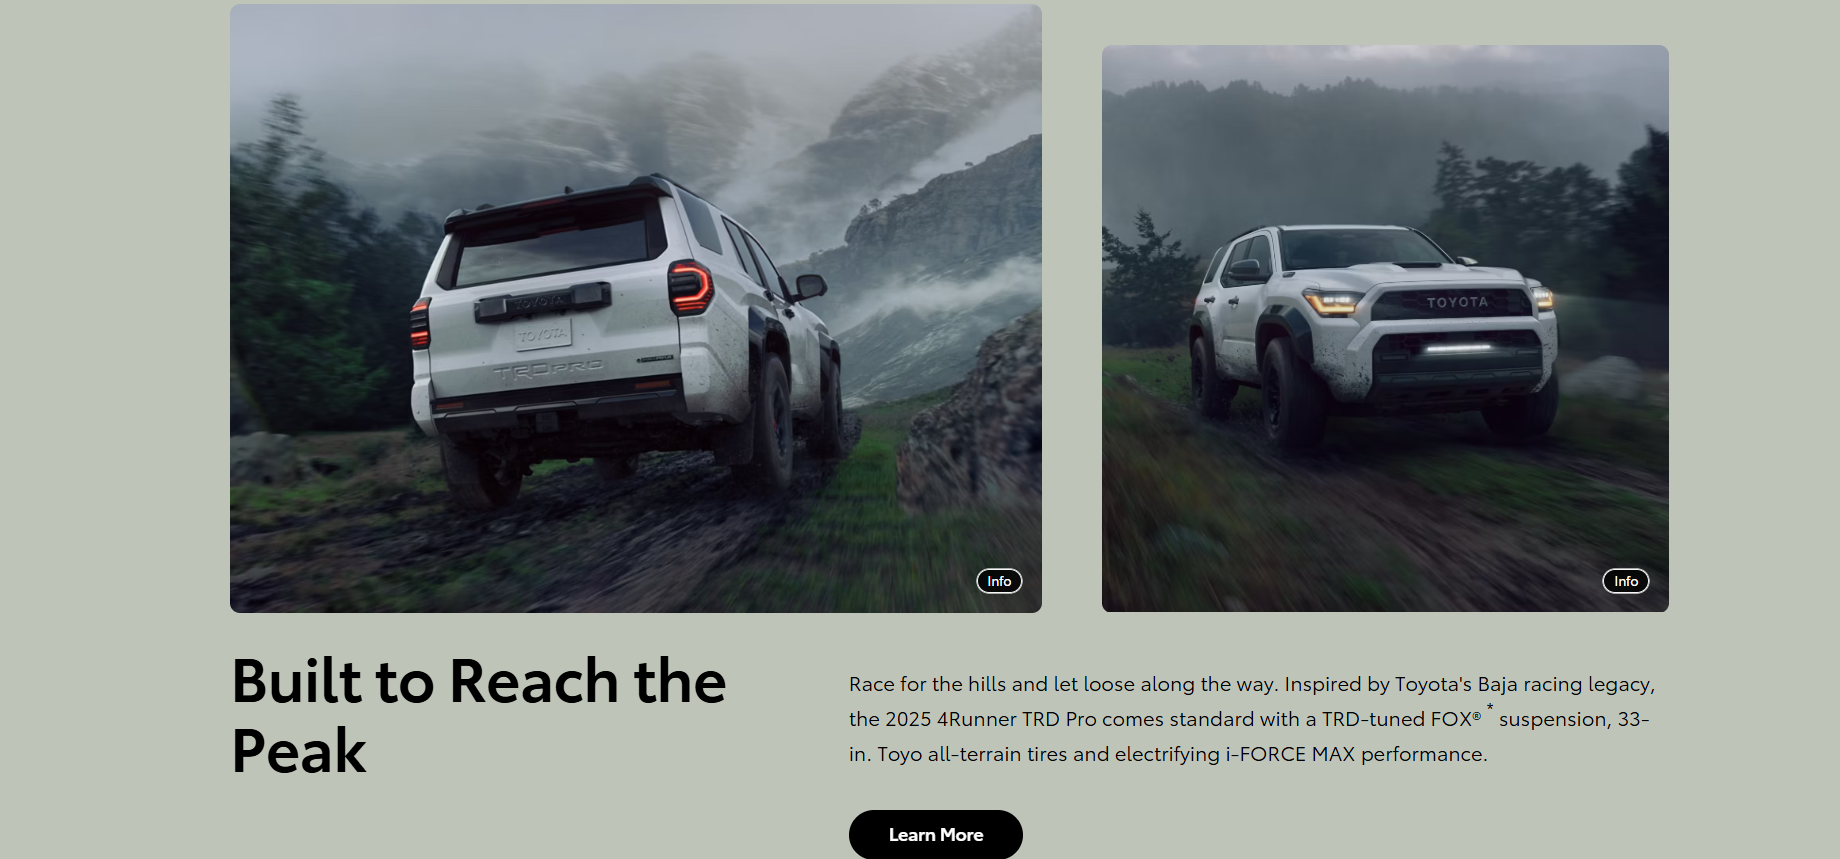 TOYOTA
TOYOTA
TRD PRO
TOYOTA
Info
Info
Built to Reach the
Peak
Race for the hills and let loose along the way. Inspired by Toyota's Baja racing legacy,
the 2025 4Runner TRD Pro comes standard with a TRD-tuned FOX® * suspension, 33-
in. Toyo all-terrain tires and electrifying i-FORCE MAX performance.
Learn More